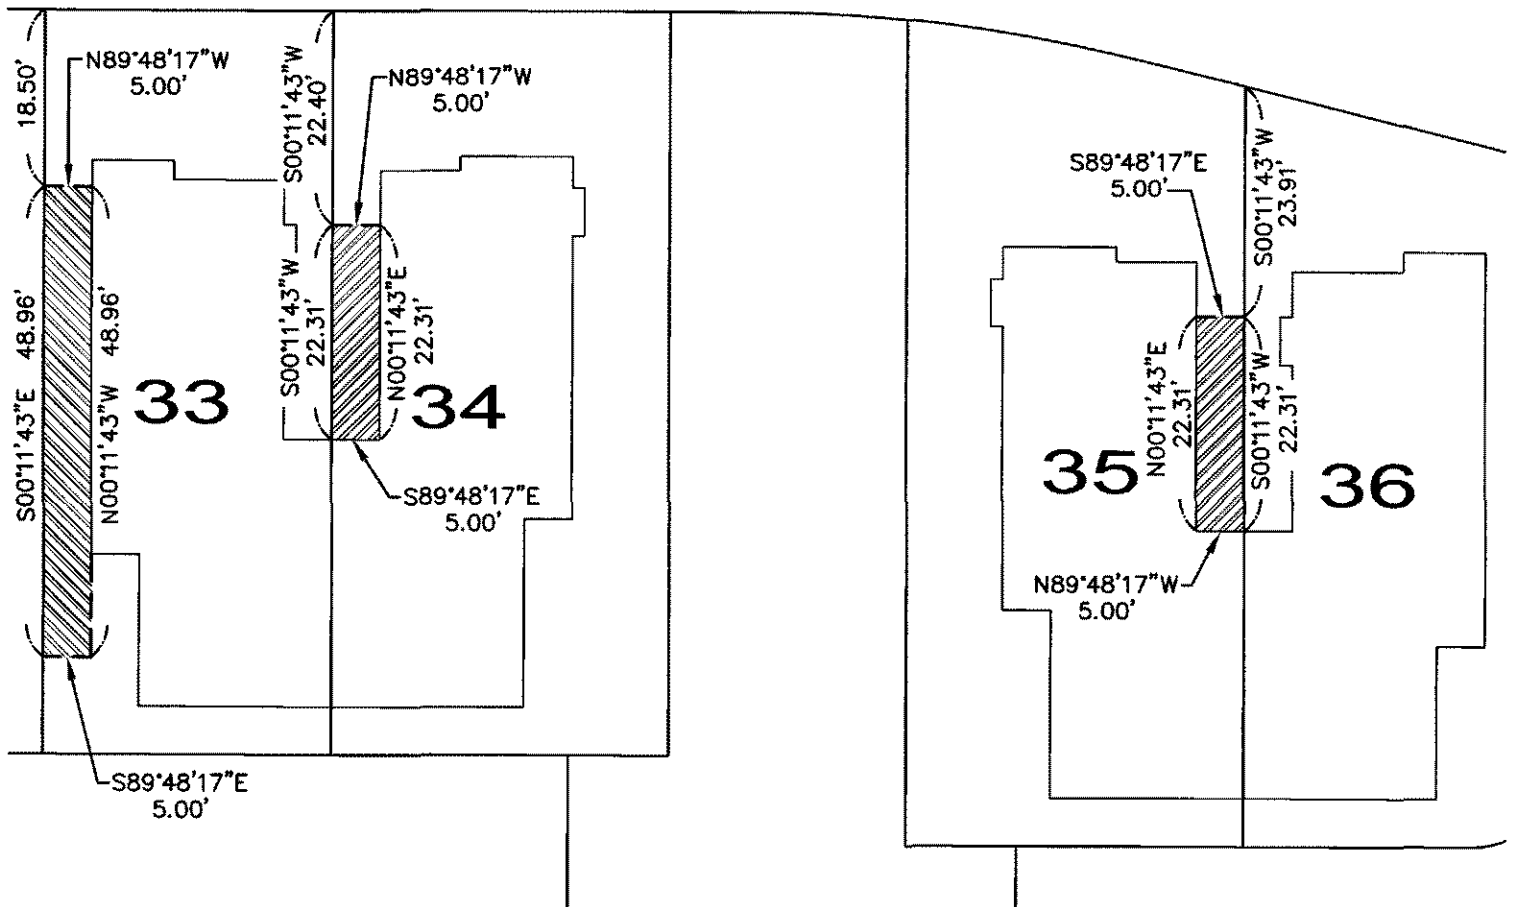 18.50'
N89°48'17"W
5.00'
S00°11'43"E 48.96'
N00°11'43"W 48.96'
33
S89°48'17"E
5.00'
S00°11'43"W
22.40'
N89°48'17"W
5.00'
S00°11'43"W
22.31'
N00°11'43"E
22.31'
34
S89°48'17"E
5.00'
S89°48'17"E
5.00'
S00°11'43"W
23.91'
35
N00°11'43"E
22.31'
S00°11'43"W
22.31'
36
N89°48'17"W
5.00'